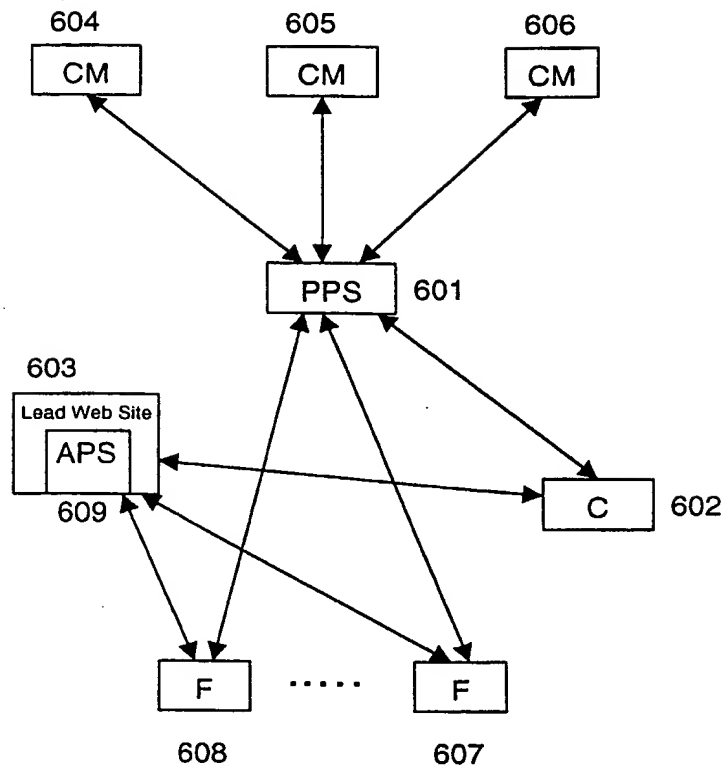 604
605
606
CM
CM
CM
PPS
601
603
Lead Web Site
APS
609
C
602
F
.....
F
608
607